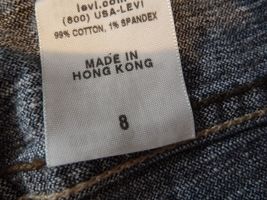 levi.com
(800) USA-LEVI
99% COTTON, 1% SPANDEX
MADE IN
HONG KONG
8